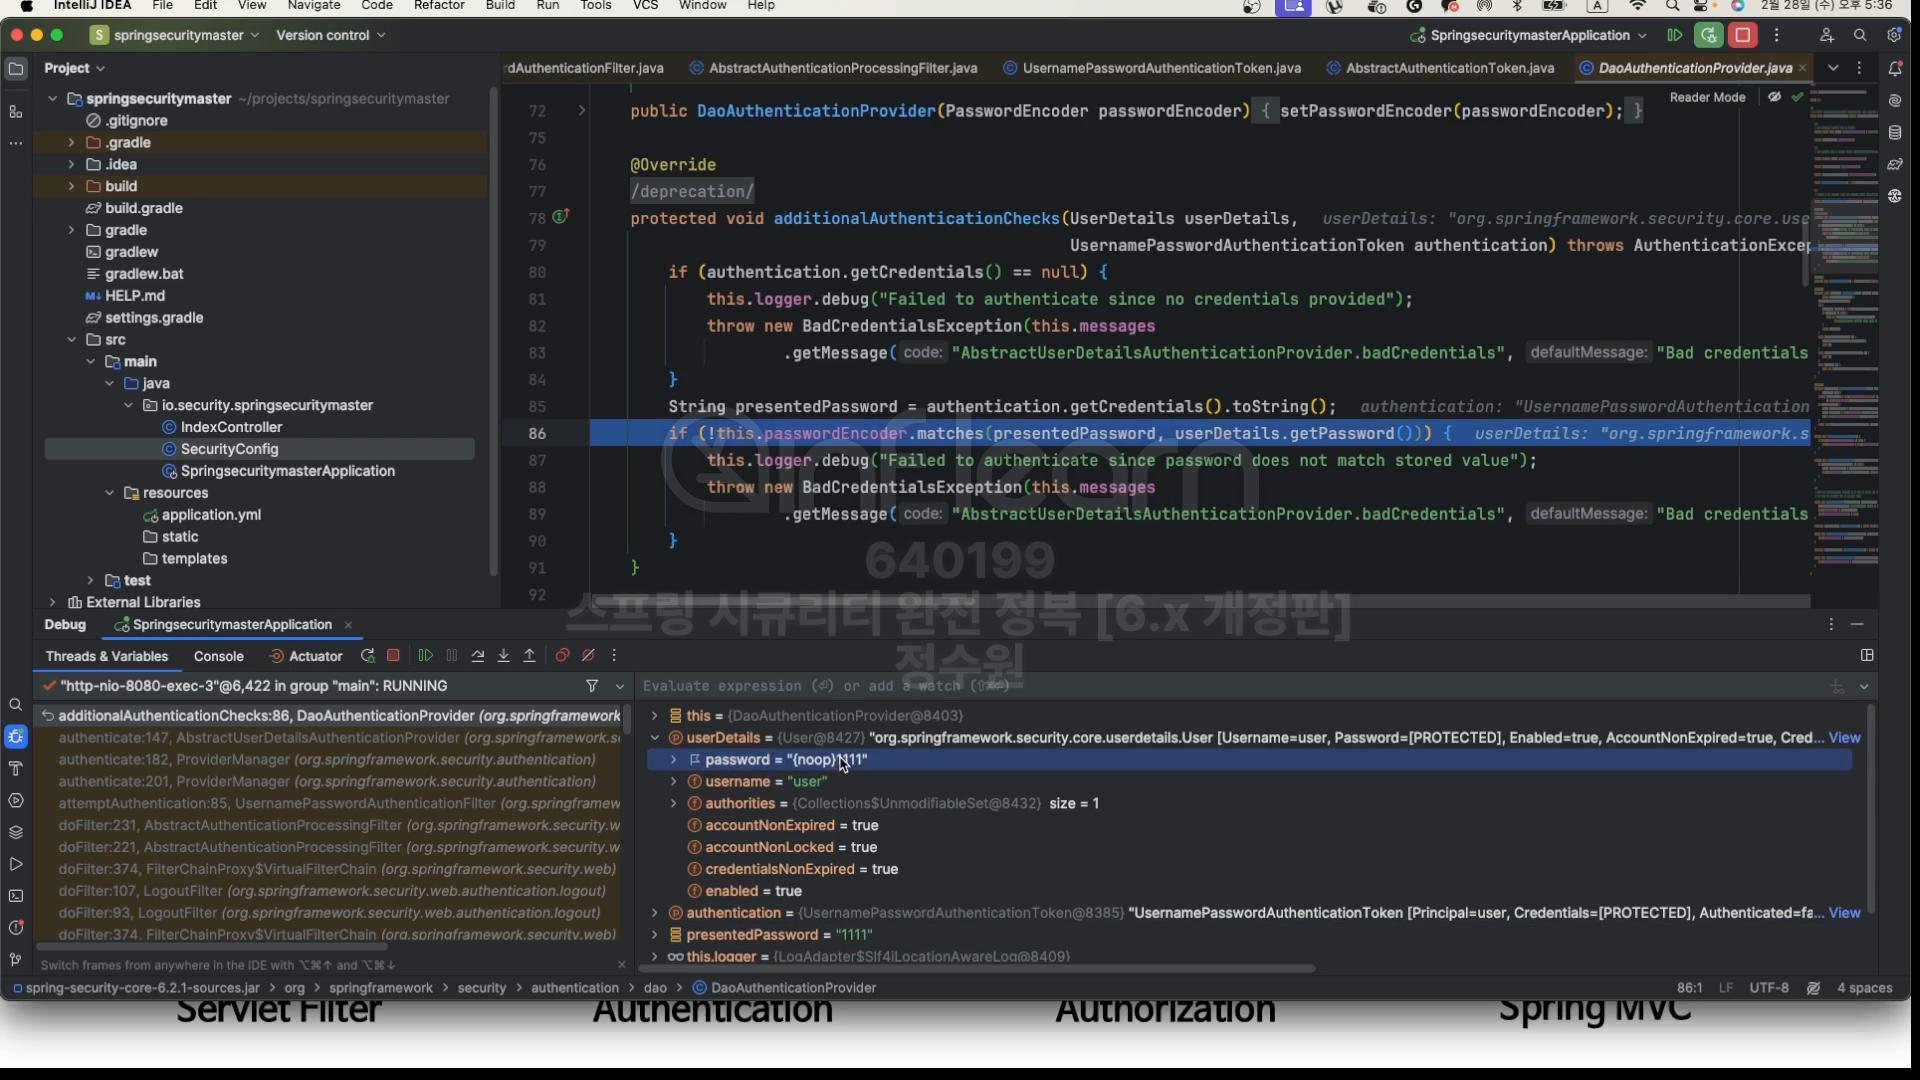 IntelliJ IDEA File Edit View Navigate Code Refactor Build Run Tools VCS Window Help A 2월 28일 (수) 오후 5:36
S springsecuritymaster Version control SpringsecuritymasterApplication
Project
rdAuthenticationFilter.java AbstractAuthenticationProcessingFilter.java UsernamePasswordAuthenticationToken.java AbstractAuthenticationToken.java DaoAuthenticationProvider.java
Reader Mode
springsecuritymaster ~/projects/springsecuritymaster
.gitignore
.gradle
.idea
build
build.gradle
gradle
gradlew
gradlew.bat
HELP.md
settings.gradle
src
main
java
io.security.springsecuritymaster
IndexController
SecurityConfig
SpringsecuritymasterApplication
resources
application.yml
static
templates
test
External Libraries
72 public DaoAuthenticationProvider(PasswordEncoder passwordEncoder) { setPasswordEncoder(passwordEncoder); }
75
76 @Override
77 /deprecation/
78 protected void additionalAuthenticationChecks(UserDetails userDetails, userDetails: "org.springframework.security.core.use
79 UsernamePasswordAuthenticationToken authentication) throws AuthenticationExcep
80 if (authentication.getCredentials() == null) {
81 this.logger.debug("Failed to authenticate since no credentials provided");
82 throw new BadCredentialsException(this.messages
83 .getMessage( code: "AbstractUserDetailsAuthenticationProvider.badCredentials", defaultMessage: "Bad credentials
84 }
85 String presentedPassword = authentication.getCredentials().toString(); authentication: "UsernamePasswordAuthentication
86 if (!this.passwordEncoder.matches(presentedPassword, userDetails.getPassword())) { userDetails: "org.springframework.s
87 this.logger.debug("Failed to authenticate since password does not match stored value");
88 throw new BadCredentialsException(this.messages
89 .getMessage( code: "AbstractUserDetailsAuthenticationProvider.badCredentials", defaultMessage: "Bad credentials
90 }
91 }
92
inflearn
640199
스프링 시큐리티 완전 정복 [6.x 개정판]
정수원
Debug SpringsecuritymasterApplication
Threads & Variables Console Actuator
"http-nio-8080-exec-3"@6,422 in group "main": RUNNING
Evaluate expression (⏎) or add a watch (⇧⌘⏎)
additionalAuthenticationChecks:86, DaoAuthenticationProvider (org.springframework
authenticate:147, AbstractUserDetailsAuthenticationProvider (org.springframework.s
authenticate:182, ProviderManager (org.springframework.security.authentication)
authenticate:201, ProviderManager (org.springframework.security.authentication)
attemptAuthentication:85, UsernamePasswordAuthenticationFilter (org.springframew
doFilter:231, AbstractAuthenticationProcessingFilter (org.springframework.security.w
doFilter:221, AbstractAuthenticationProcessingFilter (org.springframework.security.w
doFilter:374, FilterChainProxy$VirtualFilterChain (org.springframework.security.web)
doFilter:107, LogoutFilter (org.springframework.security.web.authentication.logout)
doFilter:93, LogoutFilter (org.springframework.security.web.authentication.logout)
doFilter:374, FilterChainProxy$VirtualFilterChain (org.springframework.security.web)
Switch frames from anywhere in the IDE with ⌥⌘↑ and ⌥⌘↓
this = {DaoAuthenticationProvider@8403}
userDetails = {User@8427} "org.springframework.security.core.userdetails.User [Username=user, Password=[PROTECTED], Enabled=true, AccountNonExpired=true, Cred... View
password = "{noop}1111"
username = "user"
authorities = {Collections$UnmodifiableSet@8432} size = 1
accountNonExpired = true
accountNonLocked = true
credentialsNonExpired = true
enabled = true
authentication = {UsernamePasswordAuthenticationToken@8385} "UsernamePasswordAuthenticationToken [Principal=user, Credentials=[PROTECTED], Authenticated=fa... View
presentedPassword = "1111"
this.logger = {LogAdapter$Slf4jLocationAwareLog@8409}
spring-security-core-6.2.1-sources.jar > org > springframework > security > authentication > dao > DaoAuthenticationProvider 86:1 LF UTF-8 4 spaces
Servlet Filter Authentication Authorization Spring MVC